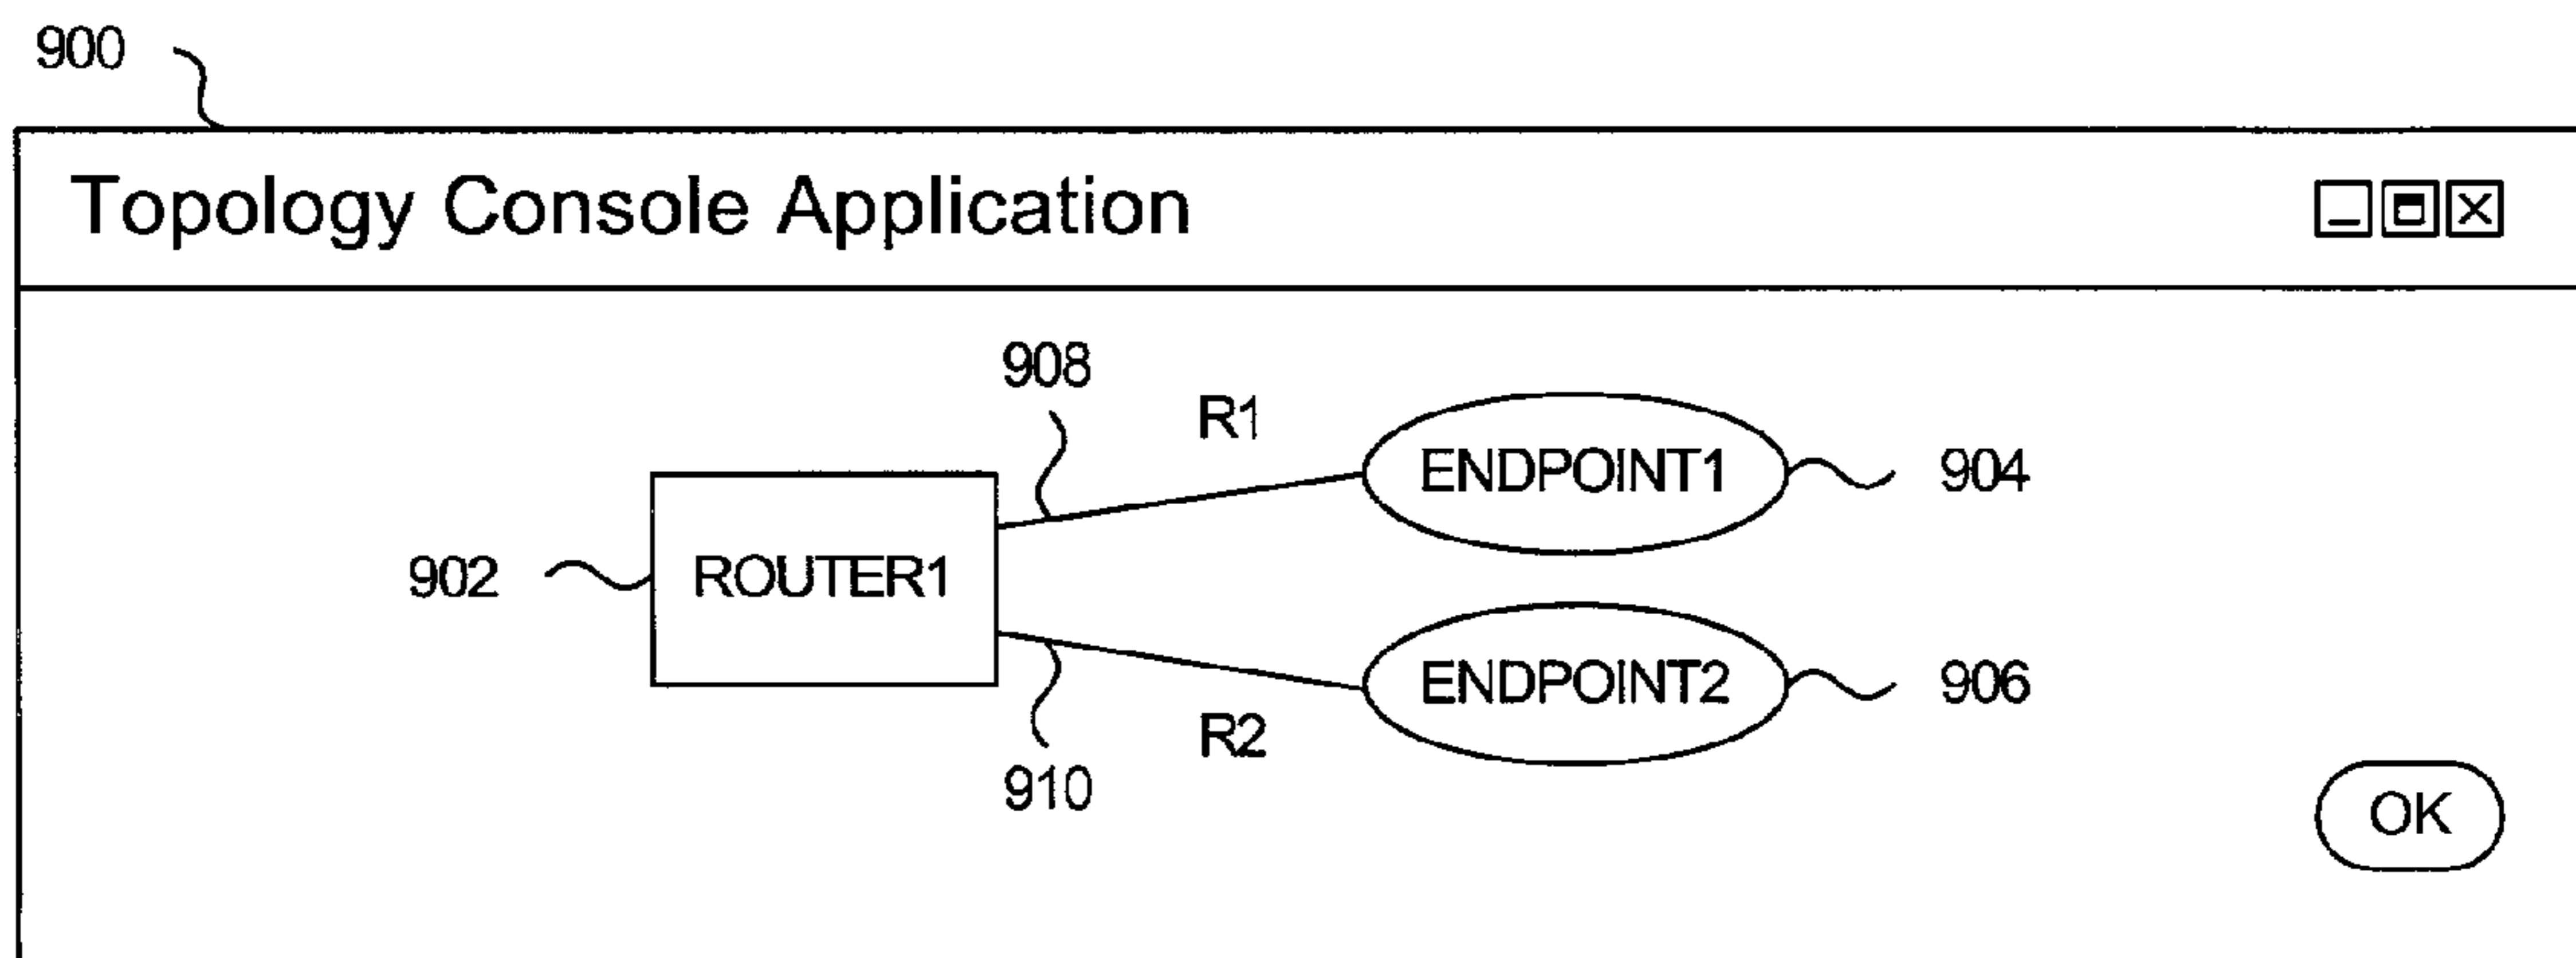 900
Topology Console Application
908
R1
ENDPOINT1
904
902
ROUTER1
ENDPOINT2
906
R2
910
OK